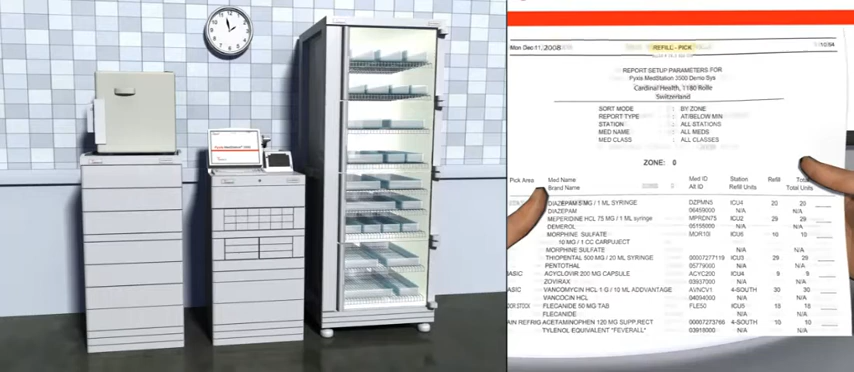 Pyxis MedStation 3500
Mon Dec 11, 2008 REFILL - PICK
REPORT SETUP PARAMETERS FOR
Pyxis MedStation 3500 Demo Sys
Cardinal Health, 1180 Rolle
Switzerland
SORT MODE BY ZONE
REPORT TYPE AT/BELOW MIN
STATION ALL STATIONS
MED NAME ALL MEDS
MED CLASS ALL CLASSES
ZONE: 0
Pick Area Med Name Med ID Station Refill Total
Brand Name Alt ID Refill Units Total Units
DIAZEPAM 5 MG / 1 ML SYRINGE DZPMN5 ICU4 20 20
DIAZEPAM 06459000 N/A N/A
MEPERIDINE HCL 75 MG / 1 ML syringe MPRDN75 ICU2 29 29
DEMEROL 05155000 N/A N/A
MORPHINE SULFATE MOR10I ICU6 10 10
10 MG / 1 CC CARPUJECT
MORPHINE SULFATE N/A N/A
THIOPENTAL 500 MG / 20 ML SYRINGE 00007277119 ICU3 29 29
PENTOTHAL 05779000 N/A N/A
BASIC ACYCLOVIR 200 MG CAPSULE ACYC200 ICU4 9 9
ZOVIRAX 03937000 N/A N/A
BASIC VANCOMYCIN HCL 1 G / 10 ML ADDVANTAGE AVNCV1 4-SOUTH 30 30
VANCOCIN HCL 04094000 N/A N/A
STOCK FLECANIDE 50 MG TAB FLE50 ICU5 18 18
FLECANIDE N/A N/A
REFRIG ACETAMINOPHEN 120 MG SUPP.RECT 00007273766 4-SOUTH 10 10
TYLENOL EQUIVALENT "FEVERALL" 03918000 N/A N/A